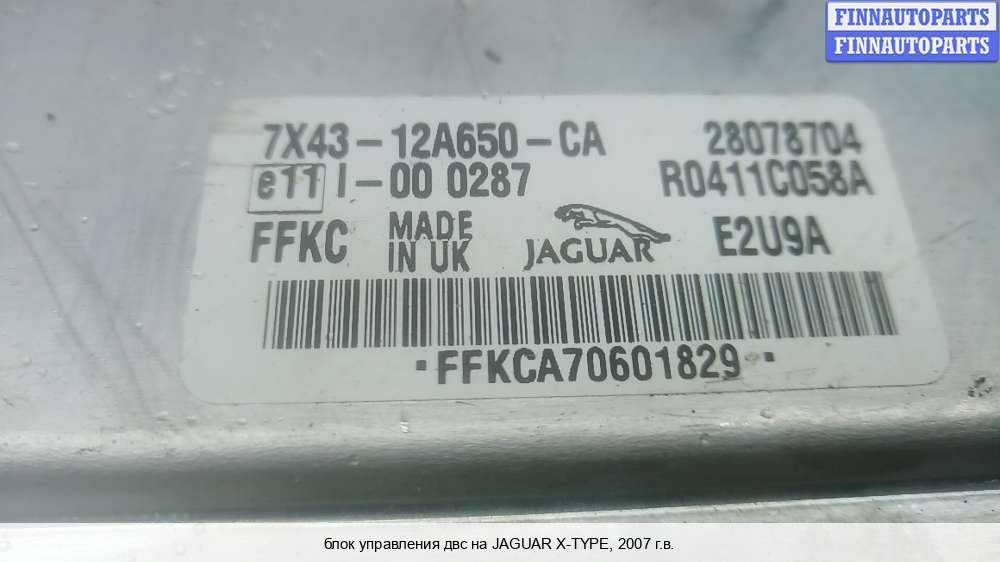 FINNAUTOPARTS
FINNAUTOPARTS
7X43-12A650-CA 28078704
e11 I-00 0287 R0411C058A
FFKC MADE IN UK JAGUAR E2U9A
·FFKCA70601829·
блок управления двс на JAGUAR X-TYPE, 2007 г.в.